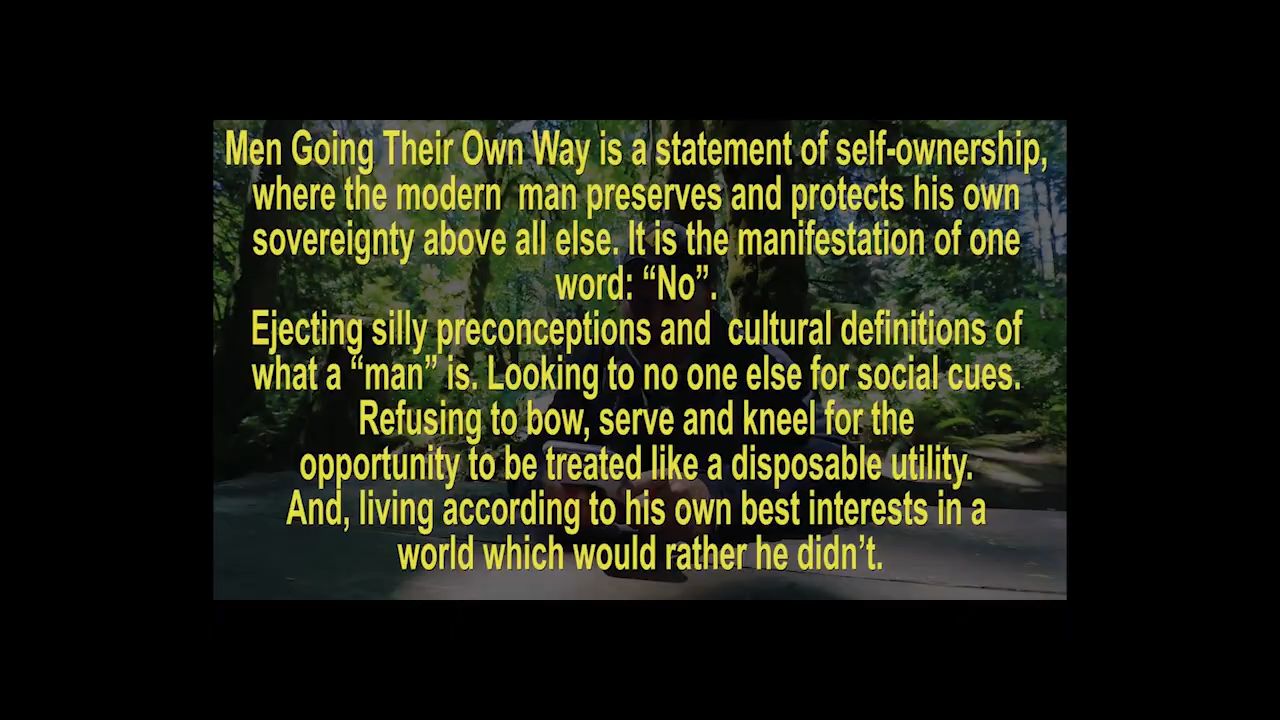 Men Going Their Own Way is a statement of self-ownership,
where the modern  man preserves and protects his own
sovereignty above all else. It is the manifestation of one
word: “No”.
Ejecting silly preconceptions and  cultural definitions of
what a “man” is. Looking to no one else for social cues.
Refusing to bow, serve and kneel for the
opportunity to be treated like a disposable utility.
And, living according to his own best interests in a
world which would rather he didn’t.